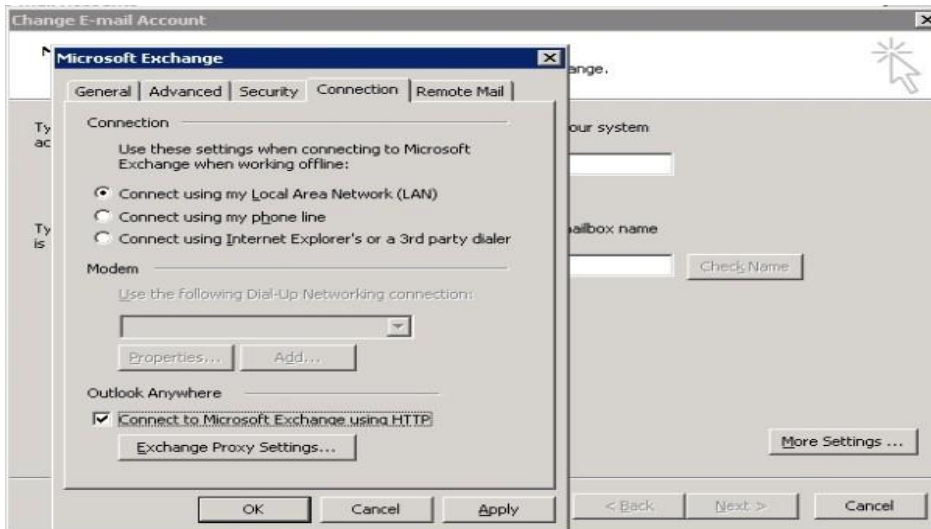 Change E-mail Account
Microsoft Exchange
ange.
General Advanced Security Connection Remote Mail
Connection
Ty
ac
our system
Use these settings when connecting to Microsoft
Exchange when working offline:
Connect using my Local Area Network (LAN)
Connect using my phone line
Connect using Internet Explorer's or a 3rd party dialer
Ty
is
ailbox name
Check Name
Modem
Use the following Dial-Up Networking connection:
Properties... Add...
Outlook Anywhere
Connect to Microsoft Exchange using HTTP
Exchange Proxy Settings...
More Settings ...
OK Cancel Apply
< Back Next > Cancel